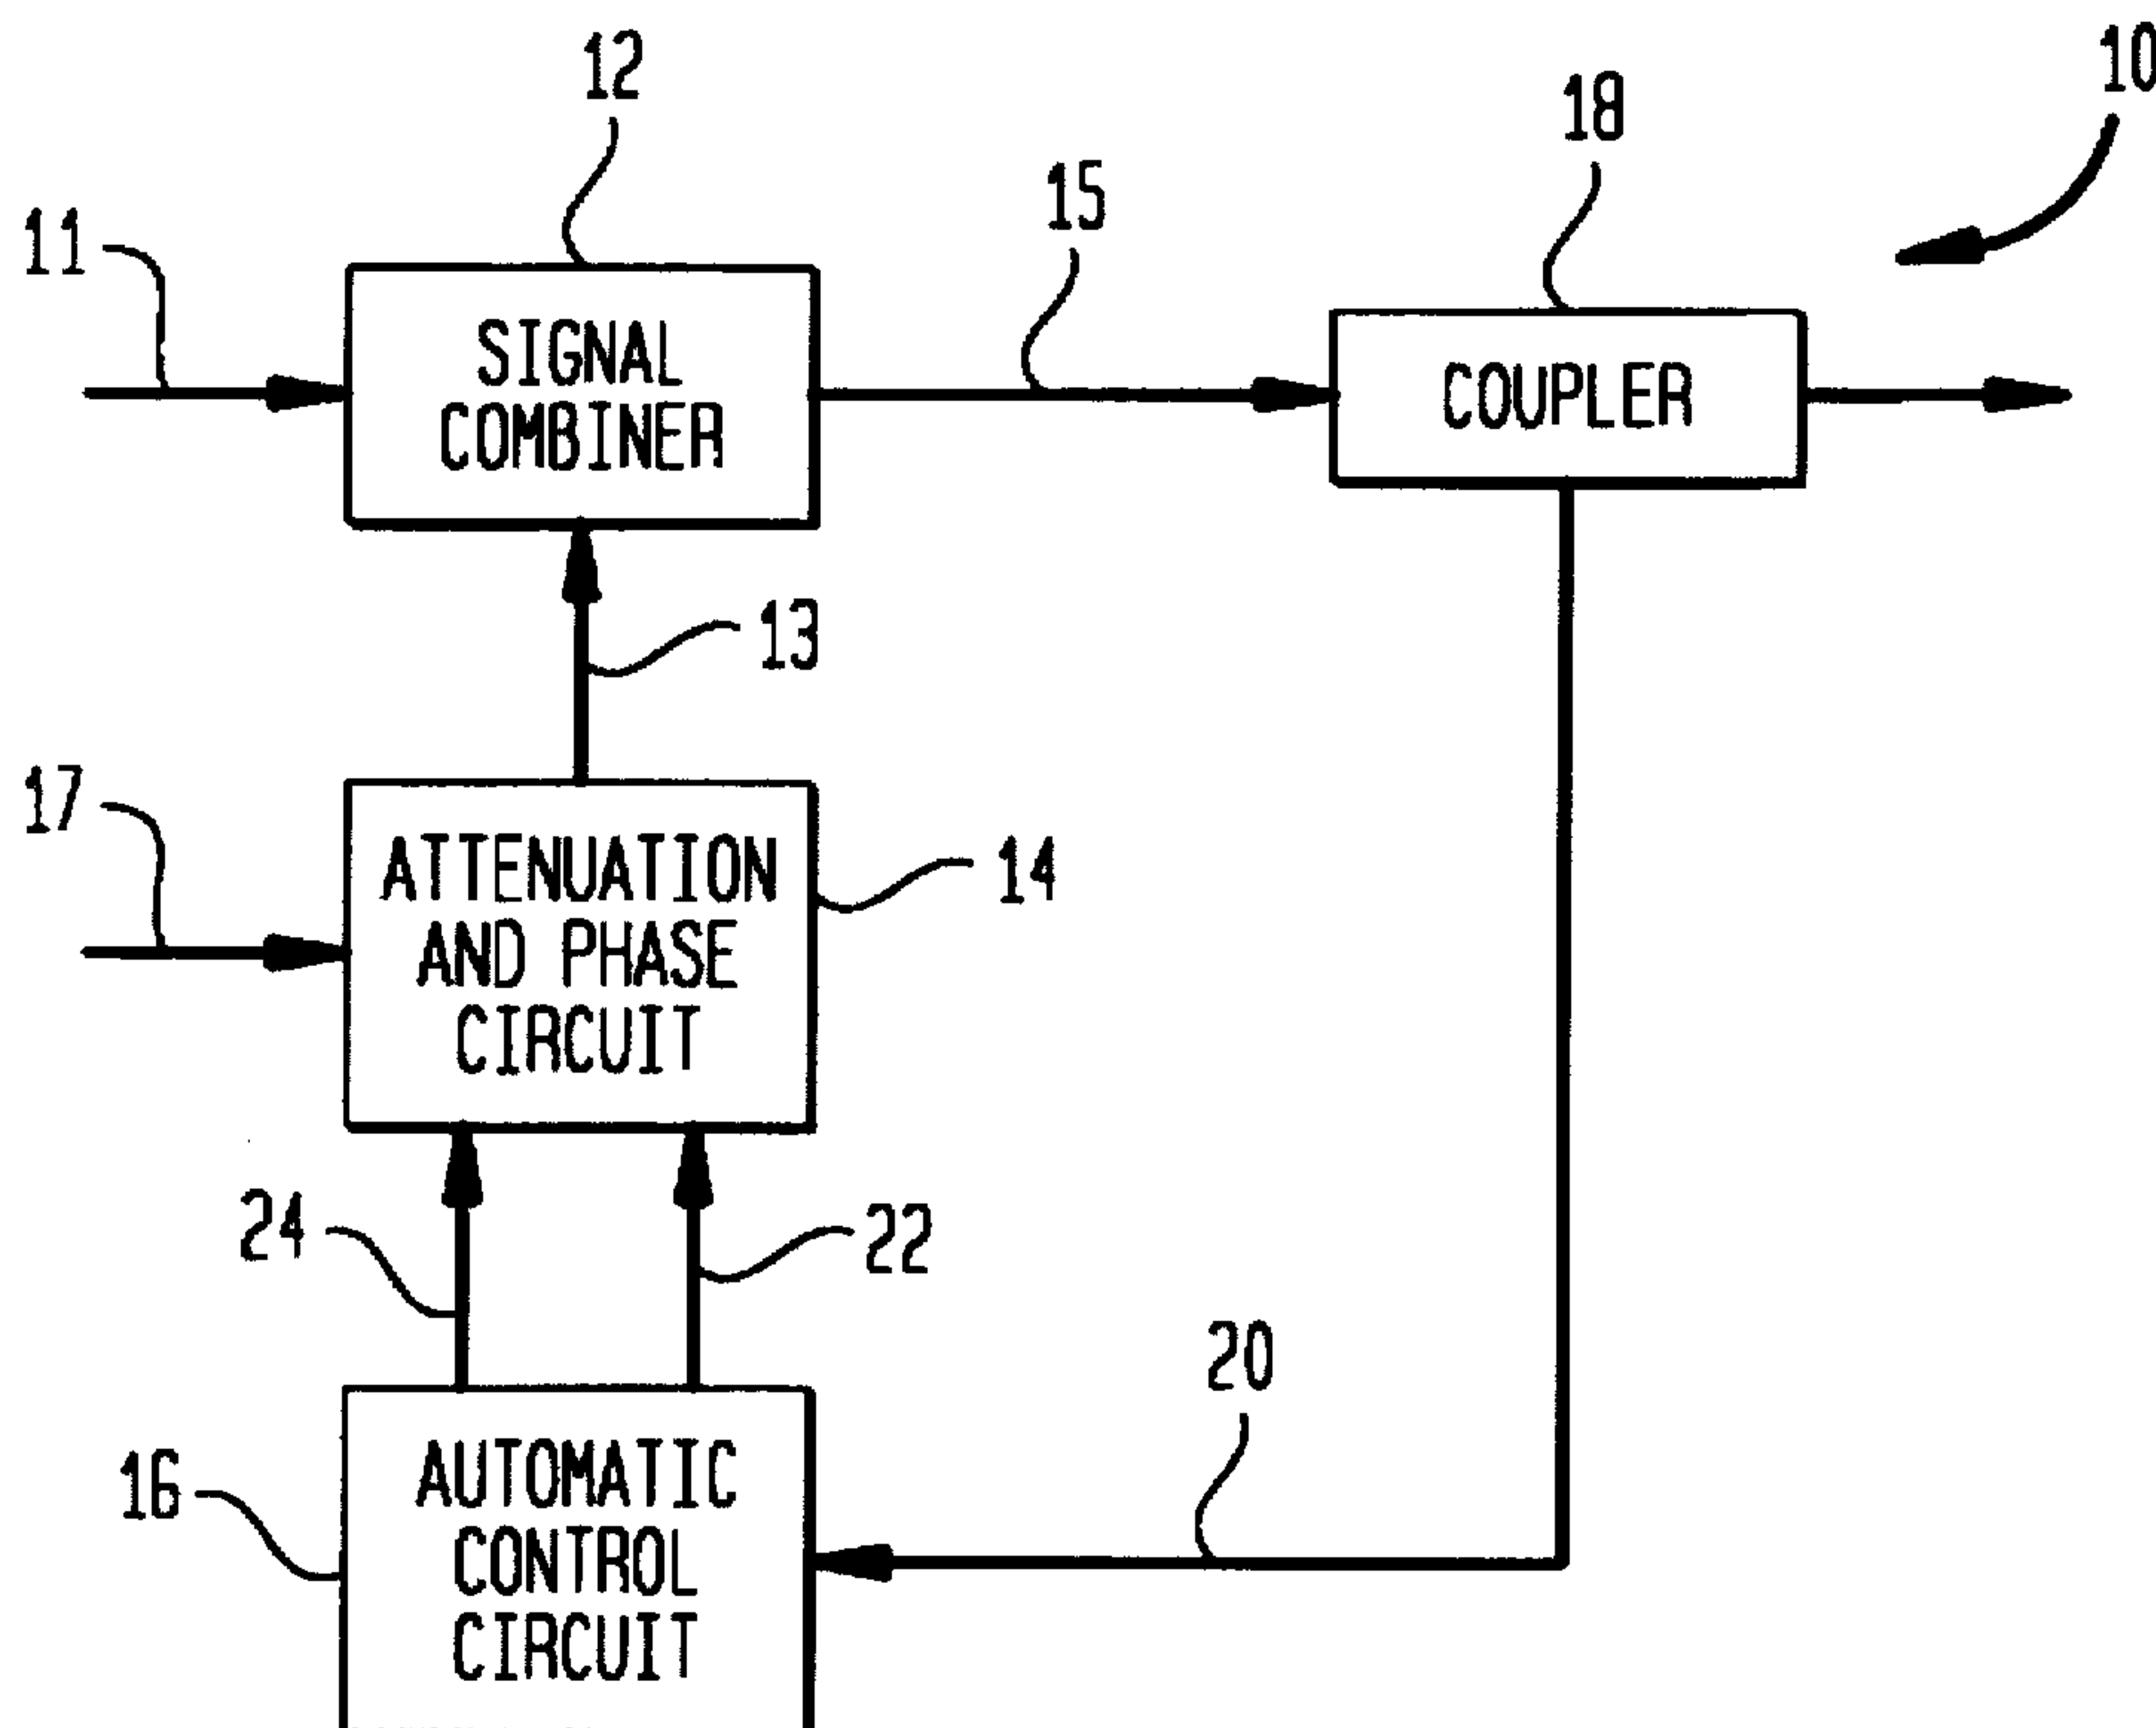 12
10
18
15
11
SIGNAL
COMBINER
COUPLER
13
17
ATTENUATION
AND PHASE
CIRCUIT
14
24
22
20
16
AUTOMATIC
CONTROL
CIRCUIT